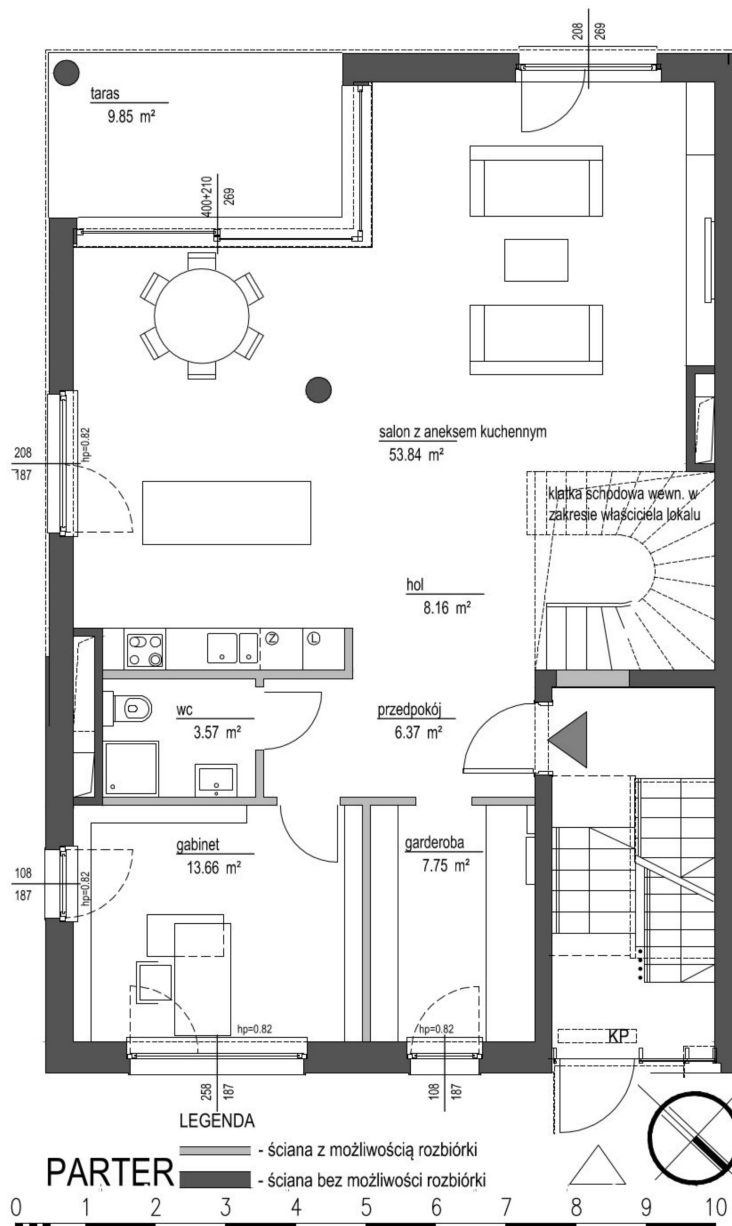 208
269
taras
9.85 m²
400+210
269
salon z aneksem kuchennym
53.84 m²
208
187
hp=0.82
klatka schodowa wewn. w
zakresie właściciela lokalu
hol
8.16 m²
Z
L
wc
3.57 m²
przedpokój
6.37 m²
gabinet
13.66 m²
garderoba
7.75 m²
108
187
hp=0.82
hp=0.82
hp=0.82
KP
258
187
108
187
LEGENDA
- ściana z możliwością rozbiórki
PARTER
- ściana bez możliwości rozbiórki
0 1 2 3 4 5 6 7 8 9 10